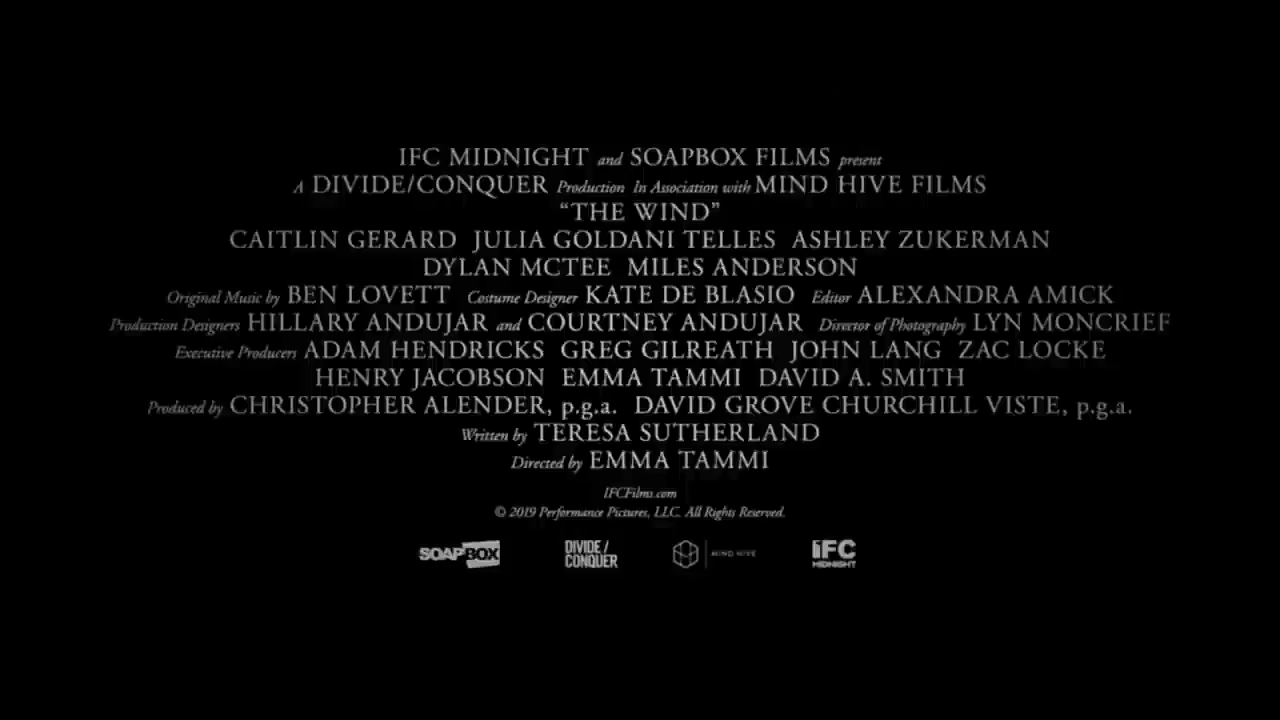 IFC MIDNIGHT and SOAPBOX FILMS present
A DIVIDE/CONQUER Production In Association with MIND HIVE FILMS
“THE WIND”
CAITLIN GERARD JULIA GOLDANI TELLES ASHLEY ZUKERMAN
DYLAN MCTEE MILES ANDERSON
Original Music by BEN LOVETT Costume Designer KATE DE BLASIO Editor ALEXANDRA AMICK
Production Designers HILLARY ANDUJAR and COURTNEY ANDUJAR Director of Photography LYN MONCRIEF
Executive Producers ADAM HENDRICKS GREG GILREATH JOHN LANG ZAC LOCKE
HENRY JACOBSON EMMA TAMMI DAVID A. SMITH
Produced by CHRISTOPHER ALENDER, p.g.a. DAVID GROVE CHURCHILL VISTE, p.g.a.
Written by TERESA SUTHERLAND
Directed by EMMA TAMMI
IFCFilms.com
© 2019 Performance Pictures, LLC. All Rights Reserved.
SOAPBOX
DIVIDE/
CONQUER
MIND HIVE
IFC
MIDNIGHT